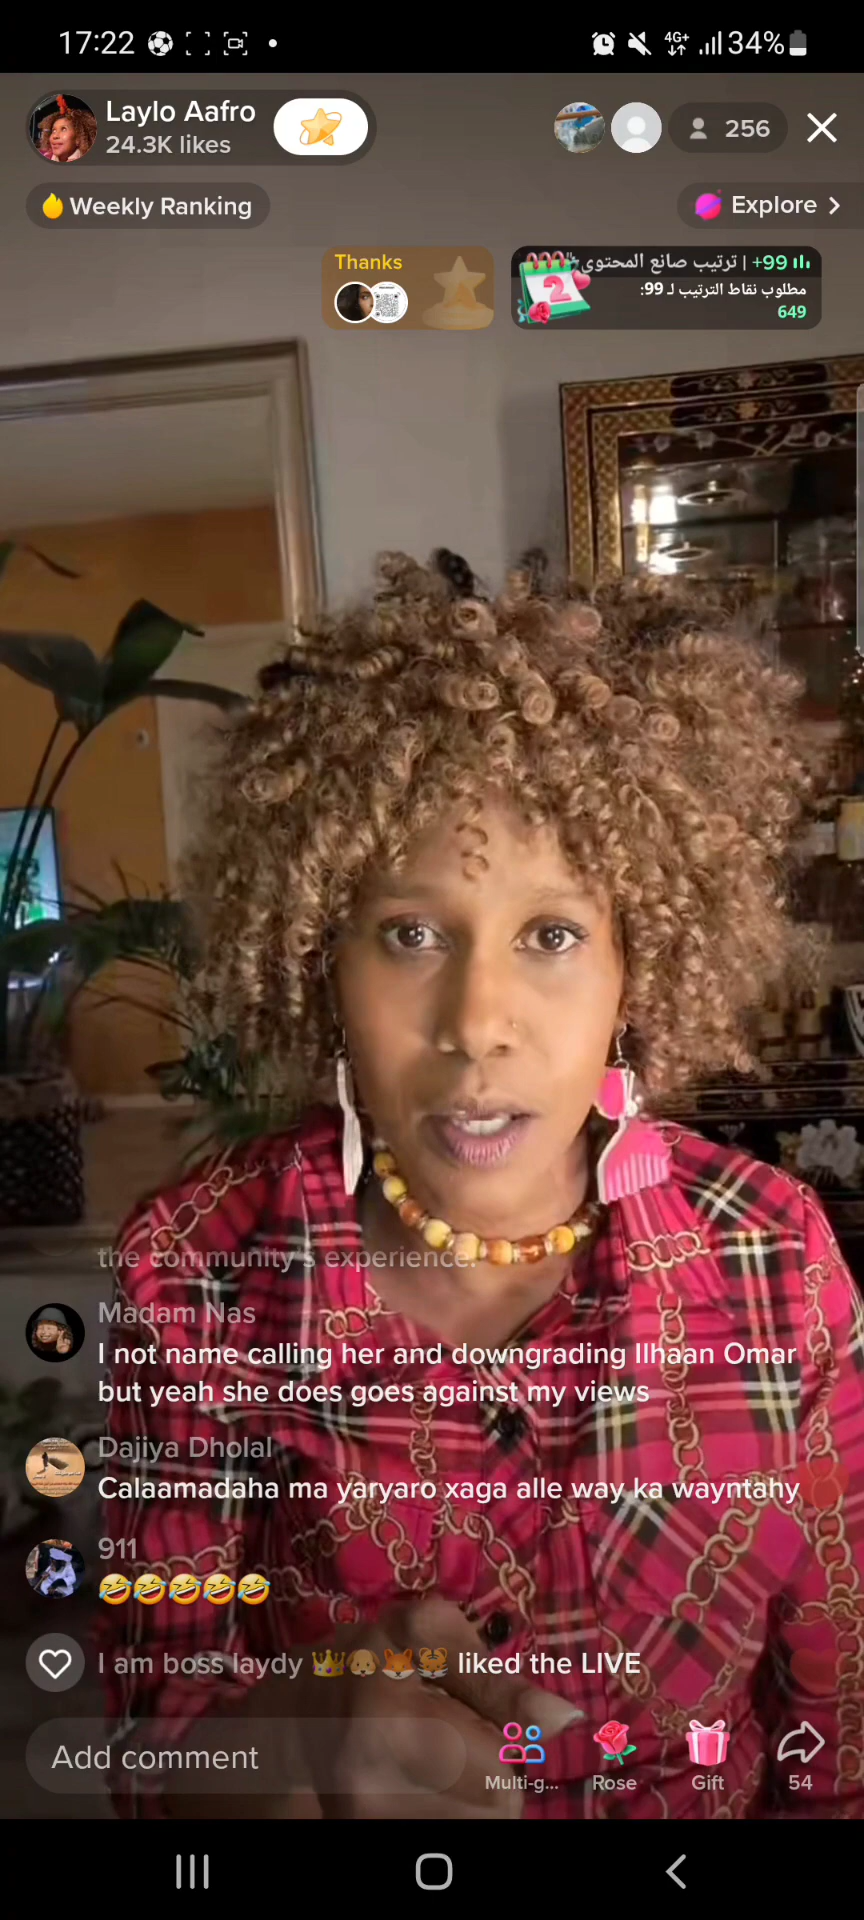 17:22
4G+
34%
Laylo Aafro
24.3K likes
256
Weekly Ranking
Explore
Thanks
ترتيب صانع المحتوى | 99+
مطلوب نقاط الترتيب لـ 99:
649
2
the community's experience.
Madam Nas
I not name calling her and downgrading Ilhaan Omar
but yeah she does goes against my views
Dajiya Dholal
Calaamadaha ma yaryaro xaga alle way ka wayntahy
911
🤣🤣🤣🤣🤣
I am boss laydy 👑🐶🦊🐯 liked the LIVE
Add comment
Multi-g...
Rose
Gift
54